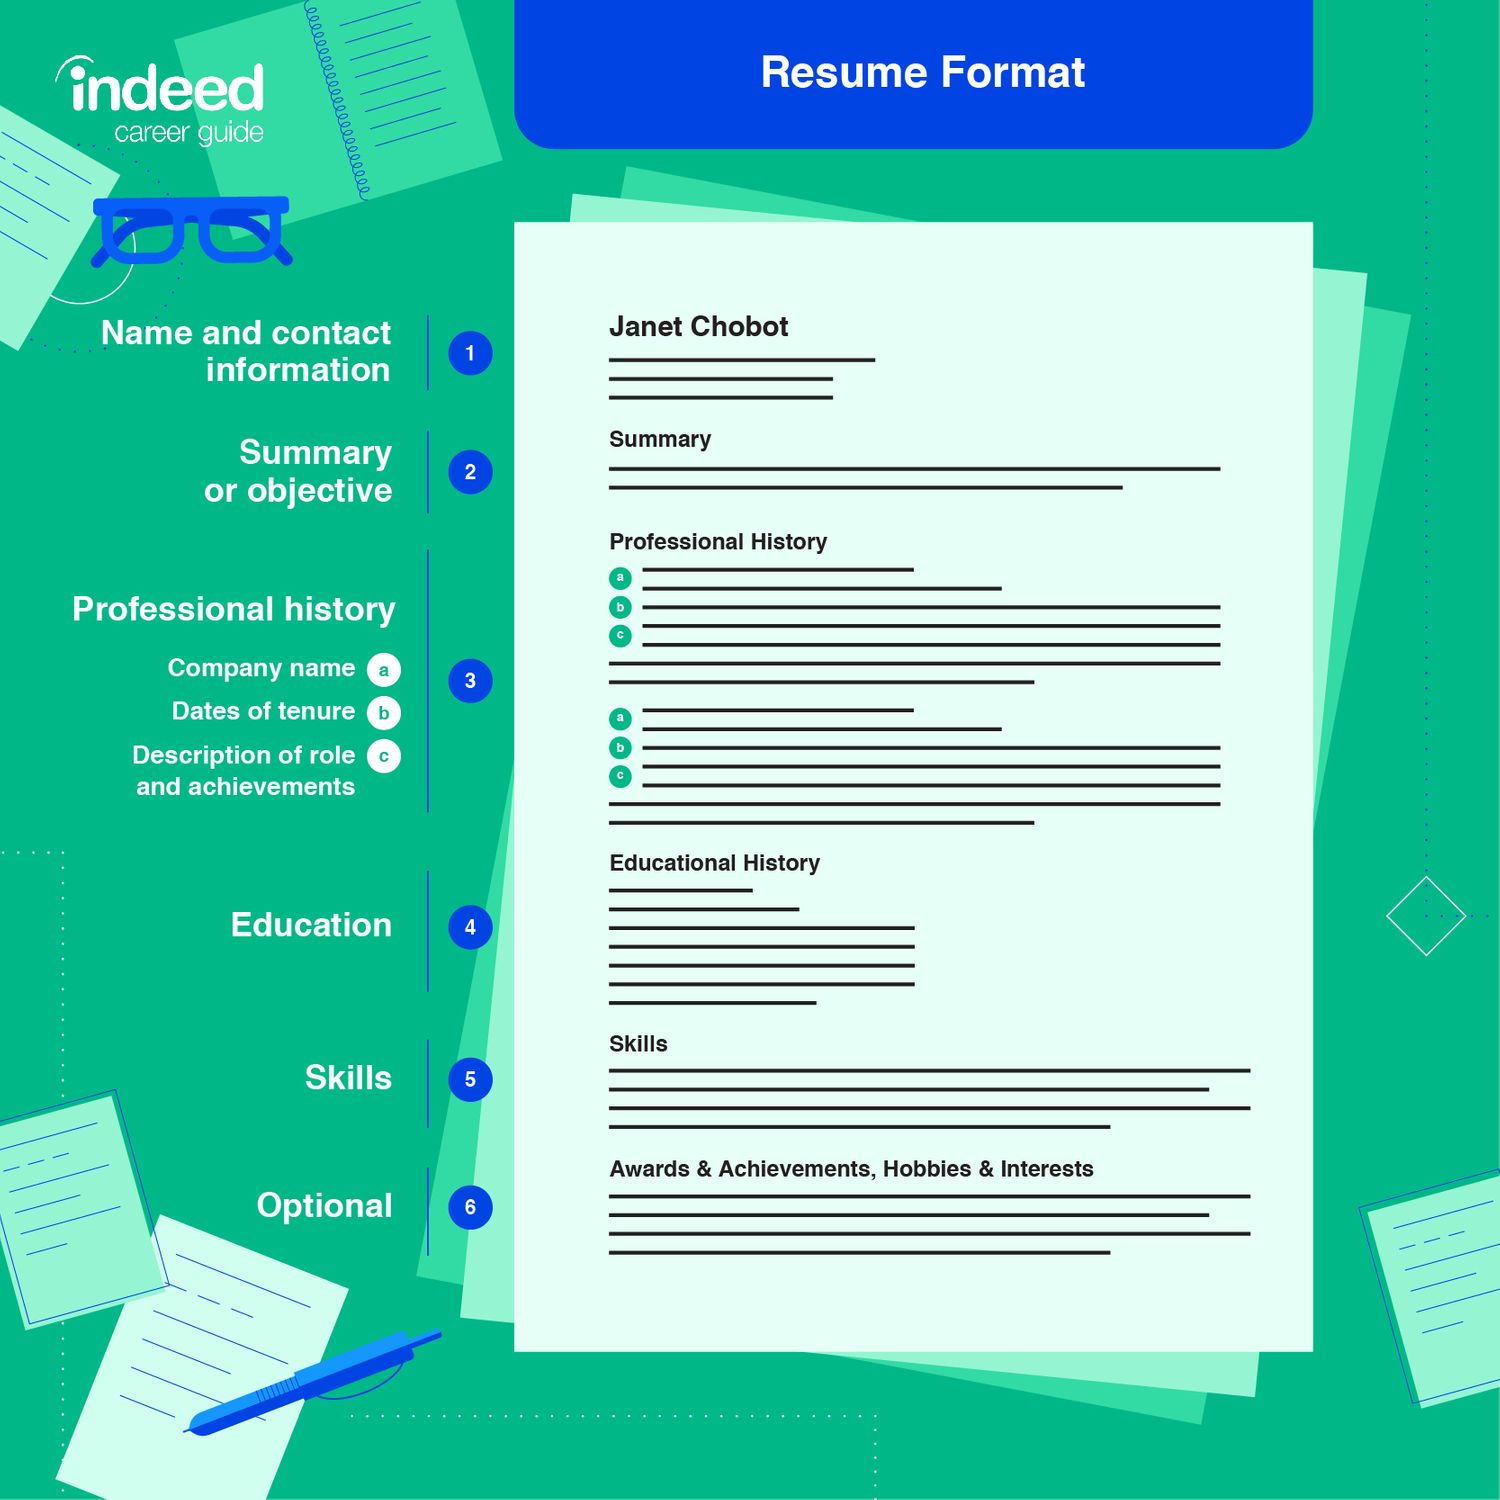 indeed
career guide
Resume Format
Name and contact
information
1
Summary
or objective
2
Professional history
Company name a
Dates of tenure b
Description of role c
and achievements
3
Education
4
Skills
5
Optional
6
Janet Chobot
Summary
Professional History
a
b
c
a
b
c
Educational History
Skills
Awards & Achievements, Hobbies & Interests